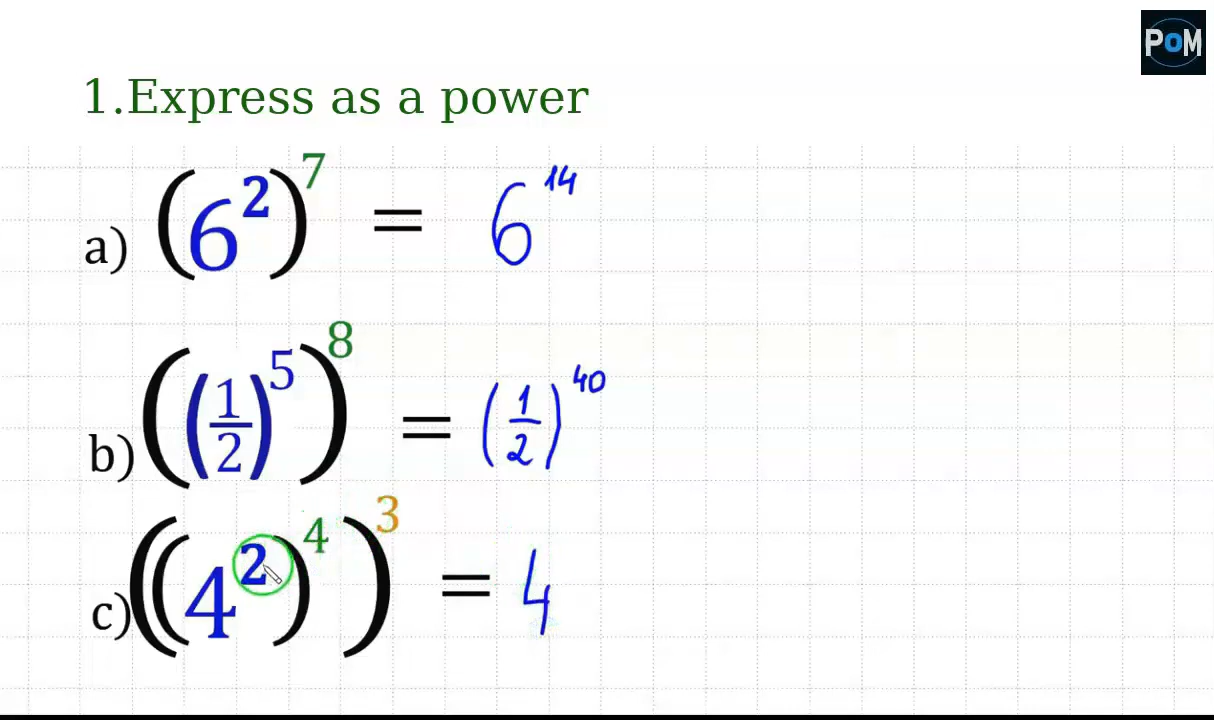 PoM
1.Express as a power
a) (6²)⁷ = 6¹⁴
b) ((1/2)⁵)⁸ = (1/2)⁴⁰
c) ((4²)⁴)³ = 4